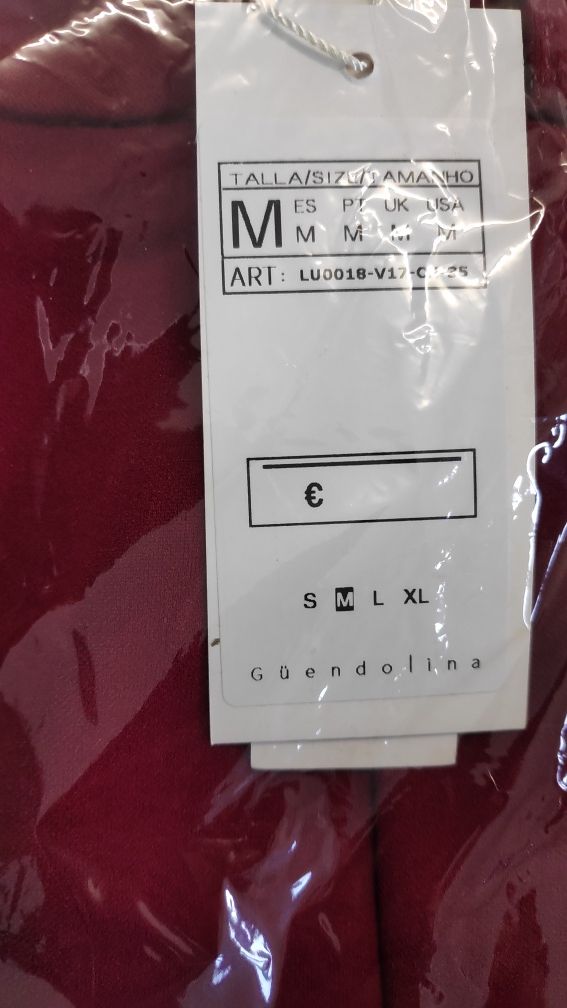 TALLA/SIZE/TAMANHO
M ES PT UK USA
M M M M
ART: LU0018-V17-
€
S M L XL
Güendolina